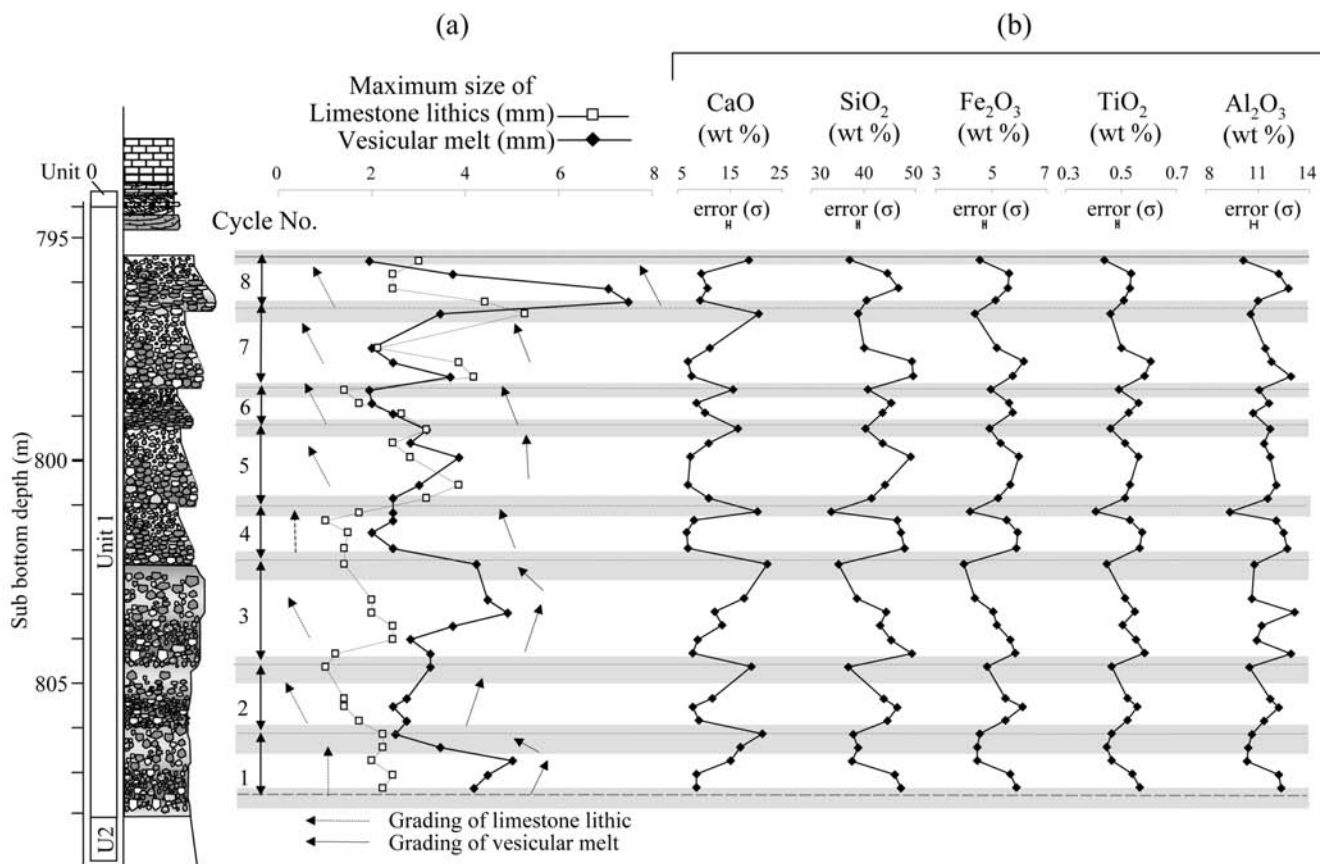 (a)
(b)
Maximum size of
Limestone lithics (mm)
Vesicular melt (mm)
CaO
(wt %)
SiO₂
(wt %)
Fe₂O₃
(wt %)
TiO₂
(wt %)
Al₂O₃
(wt %)
Unit 0
0 2 4 6 8
5 15 25
30 40 50
3 5 7
0.3 0.5 0.7
8 11 14
error (σ) error (σ) error (σ) error (σ) error (σ)
Cycle No.
795
8
7
6
5
800
4
3
2
805
1
Sub bottom depth (m)
Unit 1
U2
Grading of limestone lithic
Grading of vesicular melt